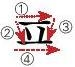 ①
② ③
④